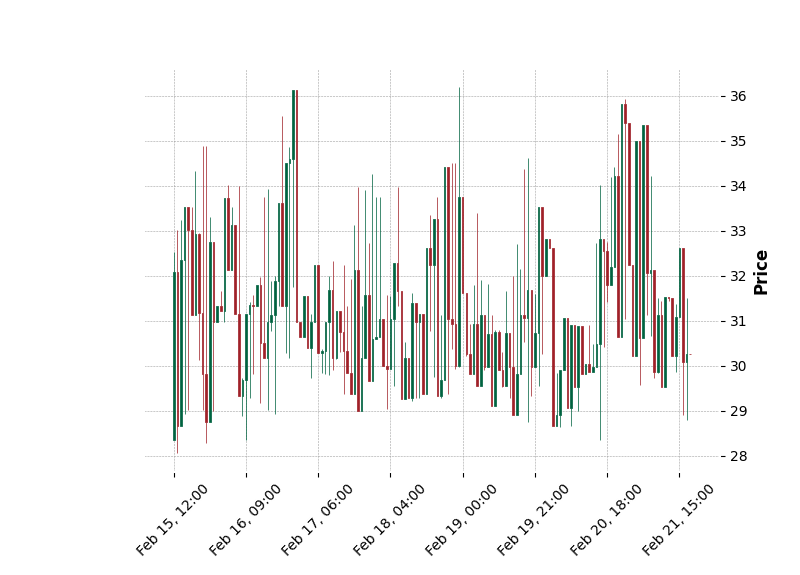 36
35
34
33
32
31
30
29
28
Price
Feb 15, 12:00
Feb 16, 09:00
Feb 17, 06:00
Feb 18, 04:00
Feb 19, 00:00
Feb 19, 21:00
Feb 20, 18:00
Feb 21, 15:00